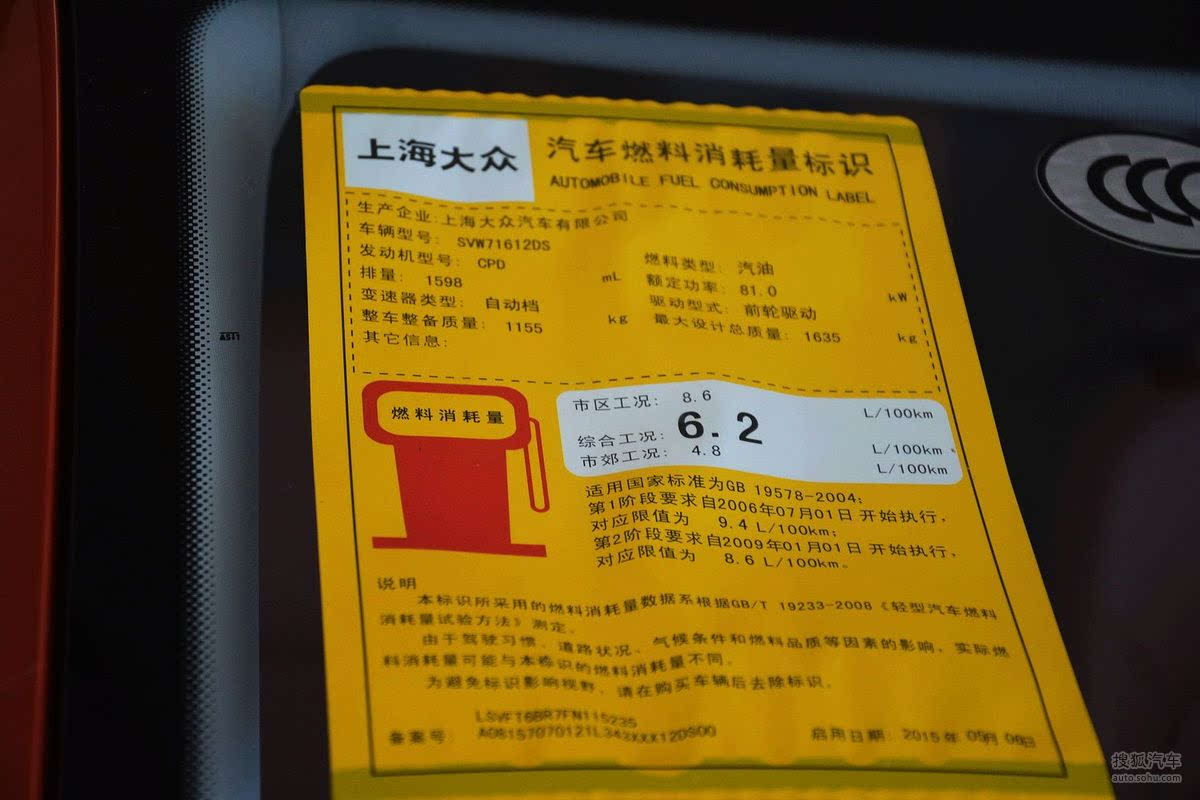 上海大众
汽车燃料消耗量标识
AUTOMOBILE FUEL CONSUMPTION LABEL
生产企业:上海大众汽车有限公司
车辆型号: SVW71612DS
发动机型号: CPD
燃料类型: 汽油
排量: 1598 mL
额定功率: 81.0 kW
变速器类型: 自动档
驱动型式: 前轮驱动
整车整备质量: 1155 kg
最大设计总质量: 1635 kg
其它信息:
燃料消耗量
市区工况: 8.6 L/100km
综合工况: 6.2 L/100km
市郊工况: 4.8 L/100km
适用国家标准为GB 19578-2004;
第1阶段要求自2006年07月01日 开始执行,
对应限值为 9.4 L/100km;
第2阶段要求自2009年01月01日 开始执行,
对应限值为 8.6 L/100km。
说明
本标识所采用的燃料消耗量数据系根据GB/T 19233-2008《轻型汽车燃料
消耗量试验方法》测定。
由于驾驶习惯、道路状况、气候条件和燃料品质等因素的影响，实际燃
料消耗量可能与本标识的燃料消耗量不同。
为避免标识影响视野，请在购买车辆后去除标识。
LSVFT6BR7FN115235
备案号:
启用日期: 2015年
CCC
AS11
搜狐汽车
auto.sohu.com